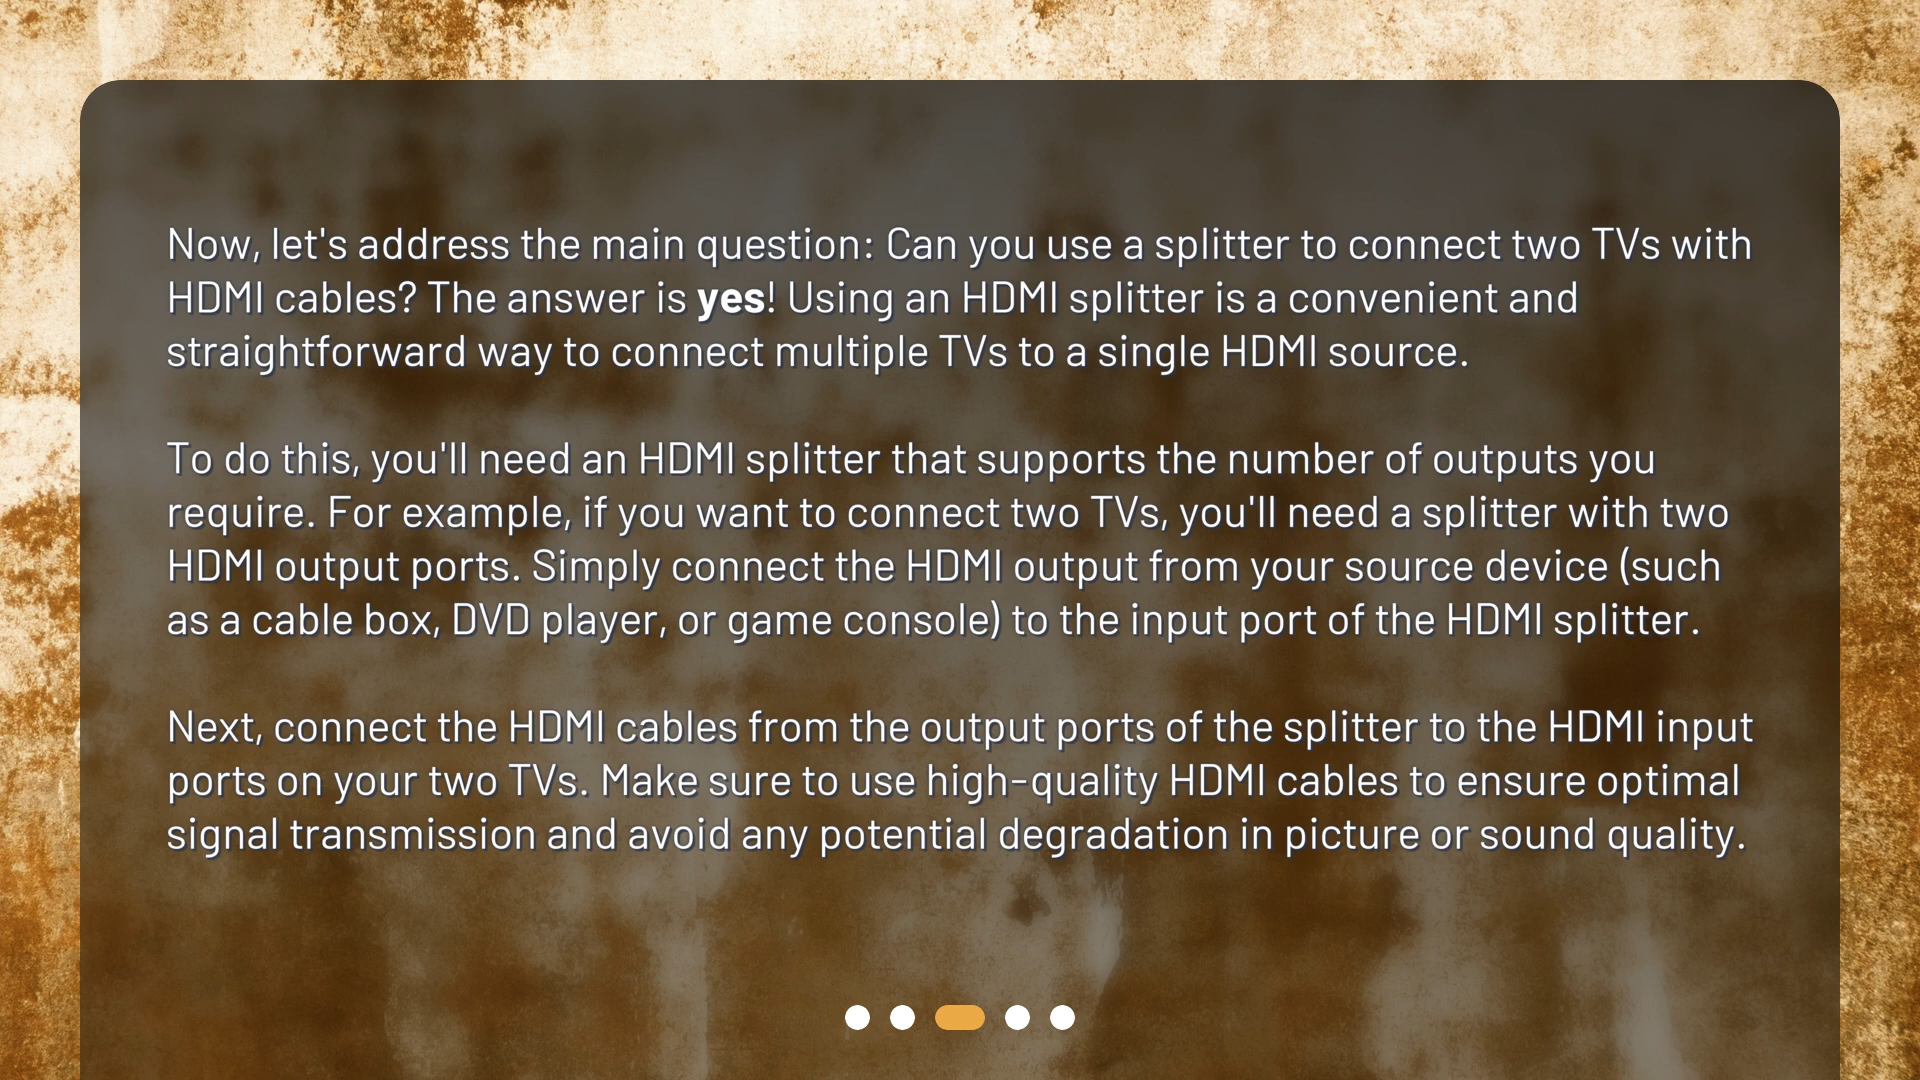 Now, let's address the main question: Can you use a splitter to connect two TVs with
HDMI cables? The answer is yes! Using an HDMI splitter is a convenient and
straightforward way to connect multiple TVs to a single HDMI source.
To do this, you'll need an HDMI splitter that supports the number of outputs you
require. For example, if you want to connect two TVs, you'll need a splitter with two
HDMI output ports. Simply connect the HDMI output from your source device (such
as a cable box, DVD player, or game console) to the input port of the HDMI splitter.
Next, connect the HDMI cables from the output ports of the splitter to the HDMI input
ports on your two TVs. Make sure to use high-quality HDMI cables to ensure optimal
signal transmission and avoid any potential degradation in picture or sound quality.